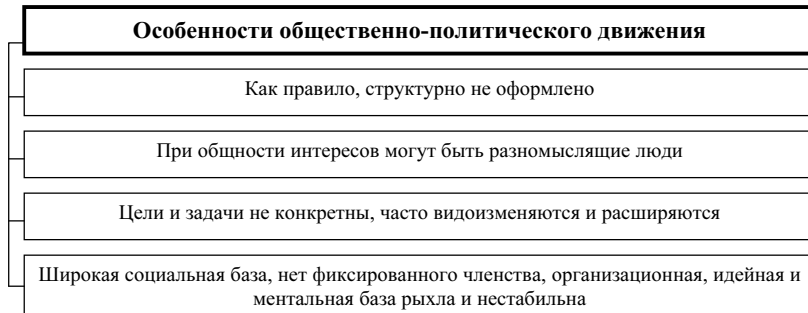 Особенности общественно-политического движения
Как правило, структурно не оформлено
При общности интересов могут быть разномыслящие люди
Цели и задачи не конкретны, часто видоизменяются и расширяются
Широкая социальная база, нет фиксированного членства, организационная, идейная и
ментальная база рыхла и нестабильна